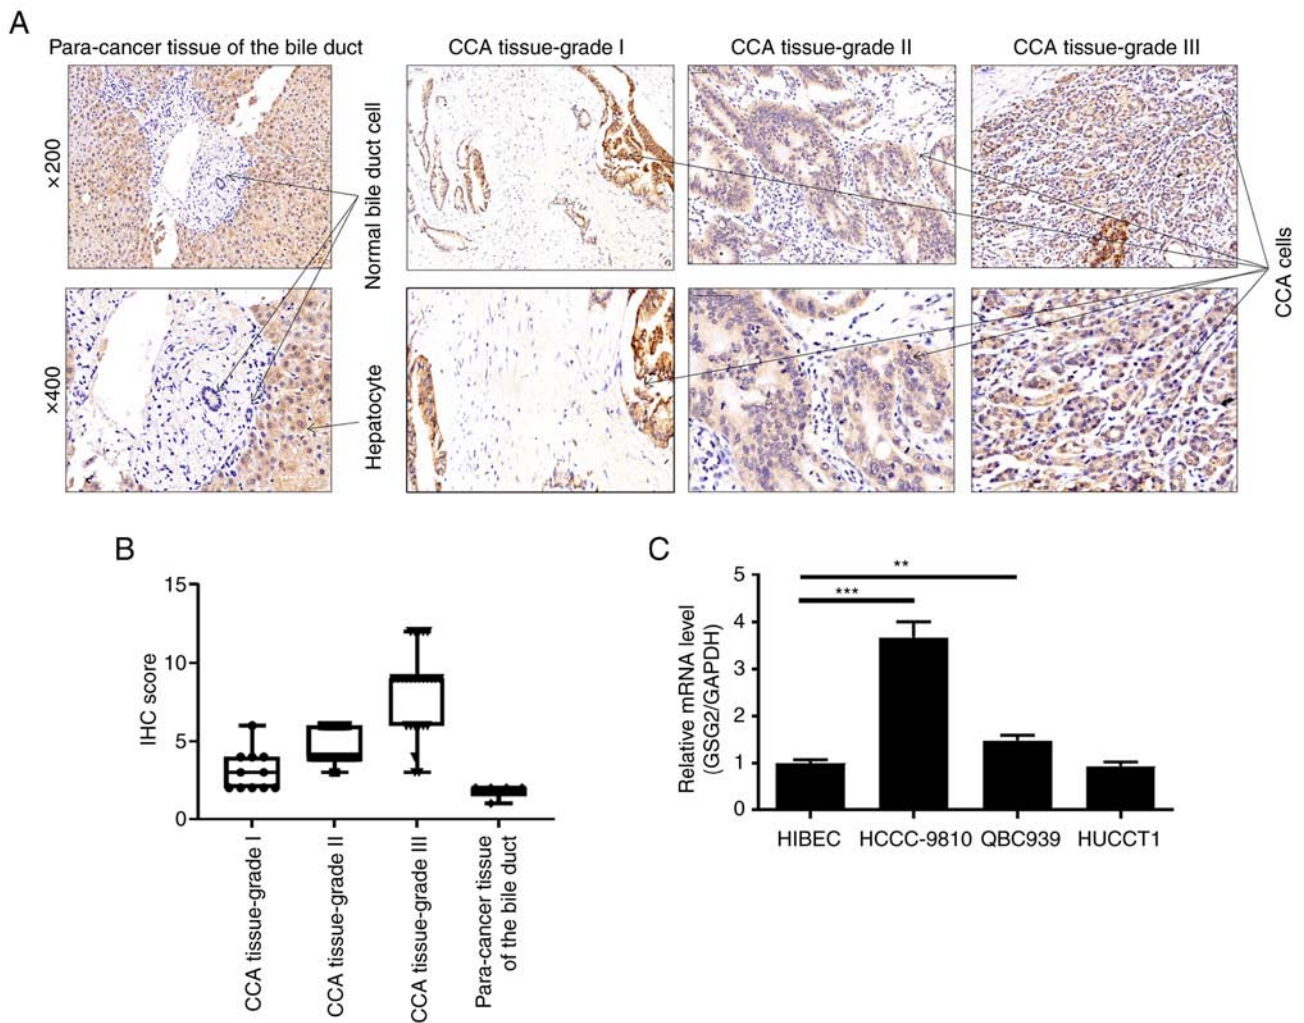 A
Para-cancer tissue of the bile duct
CCA tissue-grade I
CCA tissue-grade II
CCA tissue-grade III
×200
×400
Normal bile duct cell
Hepatocyte
CCA cells
B
IHC score
15
10
5
0
CCA tissue-grade I
CCA tissue-grade II
CCA tissue-grade III
Para-cancer tissue
of the bile duct
C
Relative mRNA level
(GSG2/GAPDH)
5
4
3
2
1
0
**
***
HIBEC
HCCC-9810
QBC939
HUCCT1